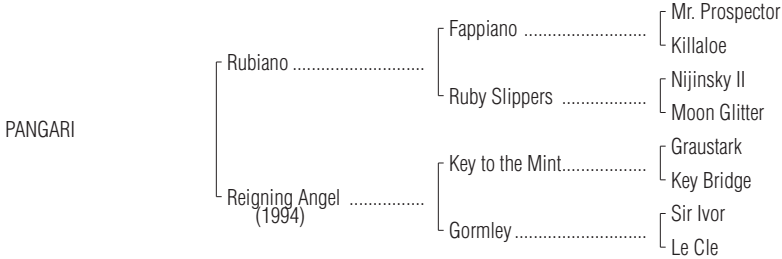 Mr. Prospector
Fappiano ..........................
Killaloe
Rubiano ............................
Nijinsky II
Ruby Slippers ..................
Moon Glitter
PANGARI
Graustark
Key to the Mint..................
Key Bridge
Reigning Angel ................
(1994)
Sir Ivor
Gormley ............................
Le Cle